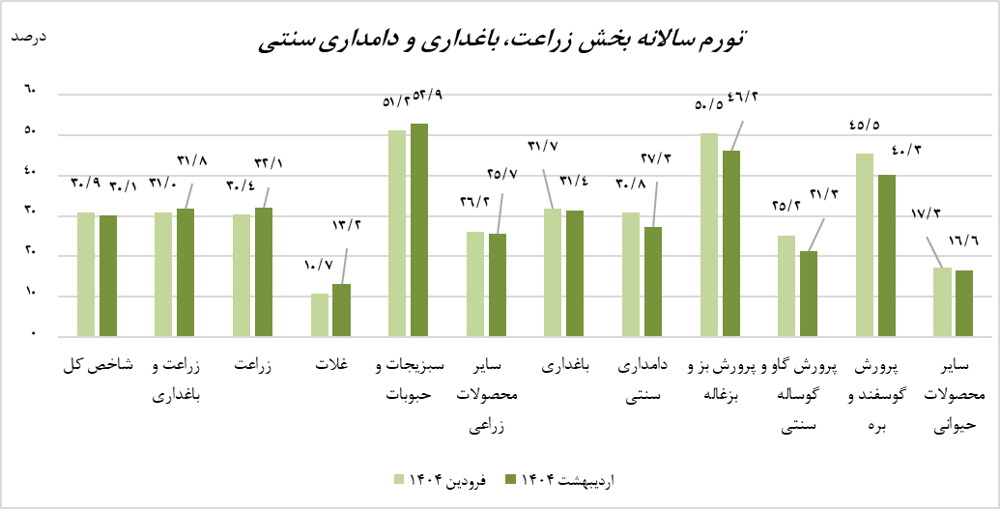 تورم سالانه بخش زراعت، باغداری و دامداری سنتی
درصد
۶۰
۵۰
۴۰
۳۰
۲۰
۱۰
۰
۳۰/۹
۳۰/۱
۳۱/۰
۳۱/۸
۳۰/۴
۳۲/۱
۱۰/۷
۱۳/۲
۵۱/۲
۵۲/۹
۲۶/۲
۲۵/۷
۳۱/۷
۳۱/۴
۳۰/۸
۲۷/۳
۵۰/۵
۴۶/۲
۲۵/۲
۲۱/۳
۴۵/۵
۴۰/۳
۱۷/۳
۱۶/۶
شاخص کل
زراعت و
باغداری
زراعت
غلات
سبزیجات و
حبوبات
سایر
محصولات
زراعی
باغداری
دامداری
سنتی
پرورش بز و
بزغاله
پرورش گاو و
گوساله
سنتی
پرورش
گوسفند و
بره
سایر
محصولات
حیوانی
فرودین ۱۴۰۴
اردیبهشت ۱۴۰۴